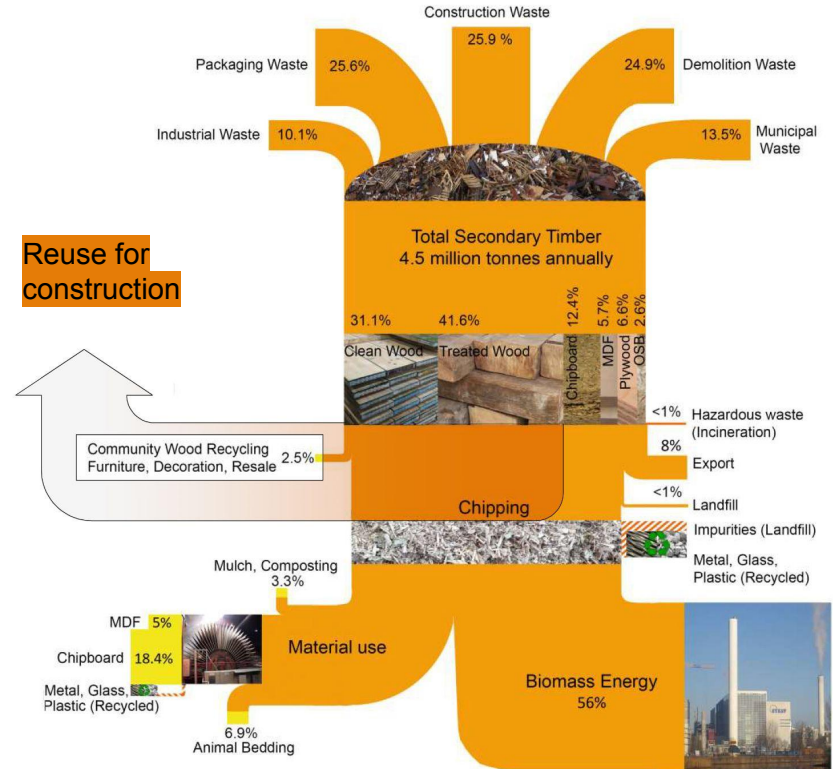 Construction Waste
25.9 %
Packaging Waste
25.6%
24.9%
Demolition Waste
Industrial Waste
10.1%
13.5%
Municipal
Waste
Total Secondary Timber
4.5 million tonnes annually
Reuse for
construction
31.1%
41.6%
12.4%
5.7%
6.6%
2.6%
Clean Wood
Treated Wood
Chipboard
MDF
Plywood
OSB
<1%
Hazardous waste
(Incineration)
Community Wood Recycling
Furniture, Decoration, Resale
2.5%
8%
Export
<1%
Landfill
Chipping
Impurities (Landfill)
Metal, Glass,
Plastic (Recycled)
Mulch, Composting
3.3%
MDF
5%
Chipboard
18.4%
Material use
Metal, Glass,
Plastic (Recycled)
Biomass Energy
56%
6.9%
Animal Bedding